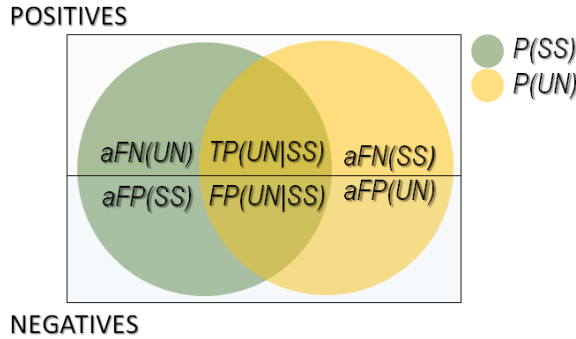 POSITIVES
P(SS)
P(UN)
aFN(UN) TP(UN|SS) aFN(SS)
aFP(SS) FP(UN|SS) aFP(UN)
NEGATIVES